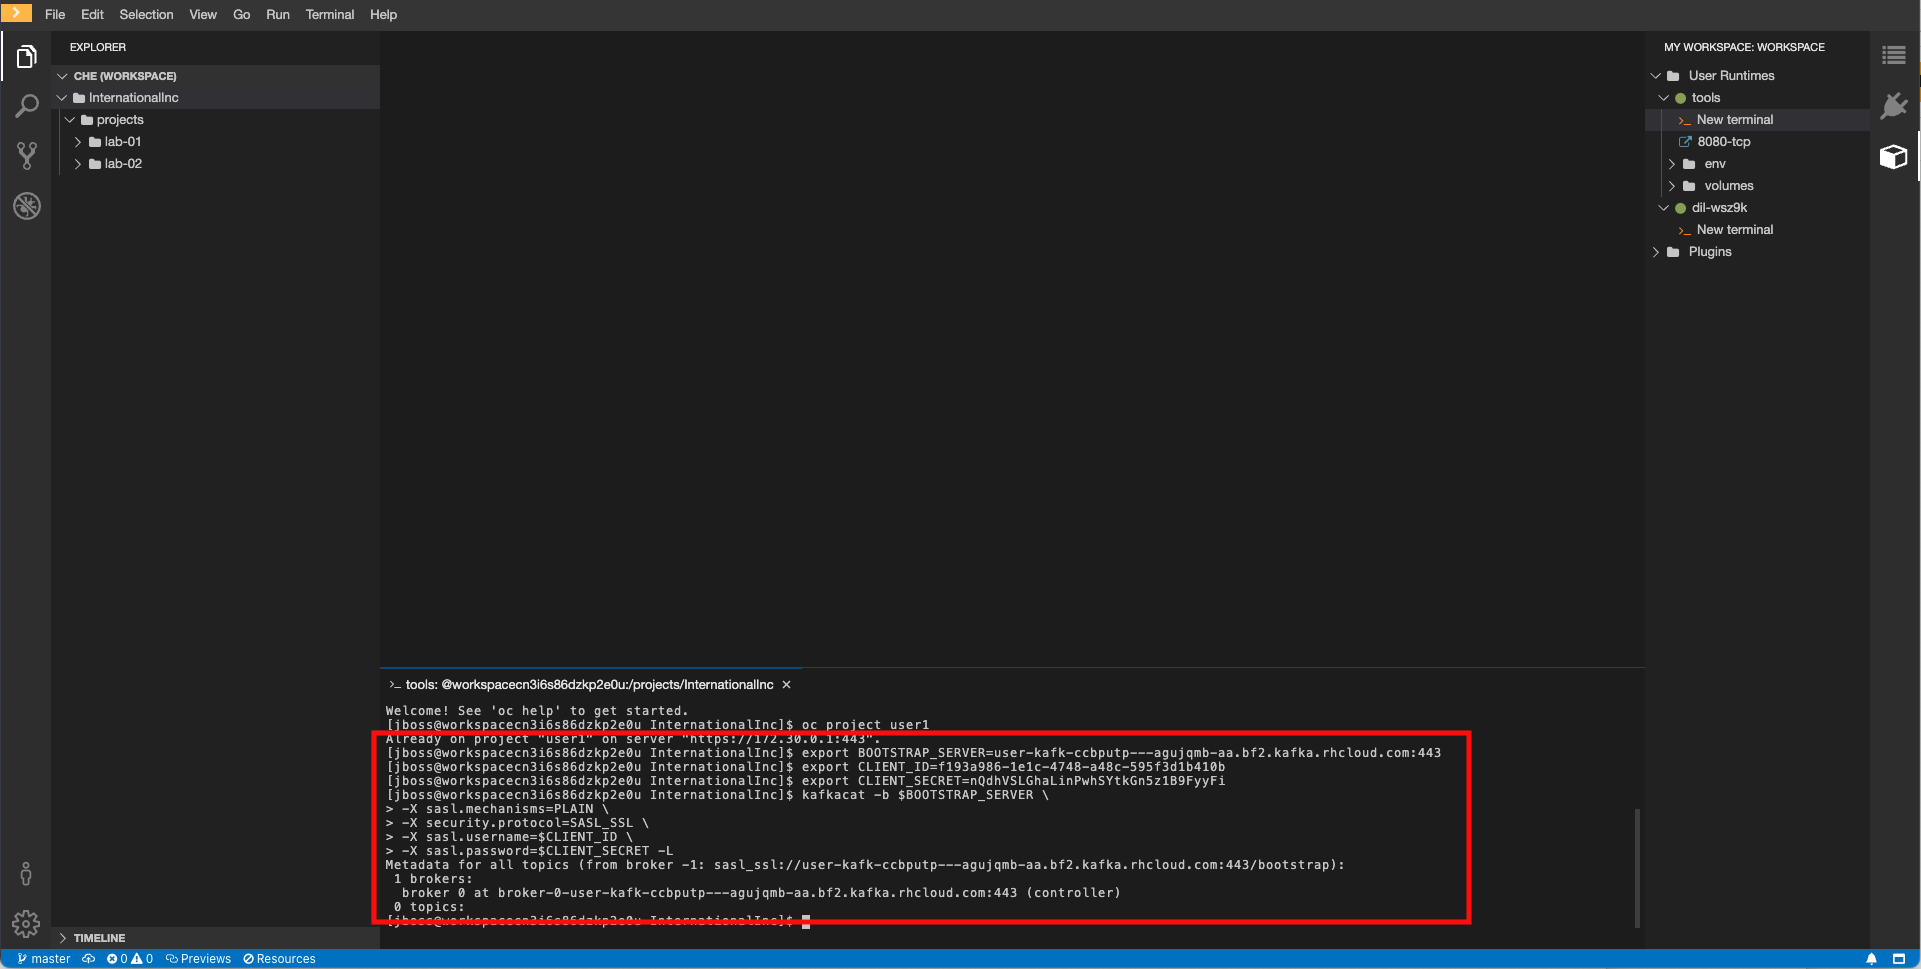 File Edit Selection View Go Run Terminal Help
EXPLORER
CHE (WORKSPACE)
InternationalInc
projects
lab-01
lab-02
TIMELINE
MY WORKSPACE: WORKSPACE
User Runtimes
tools
New terminal
8080-tcp
env
volumes
dil-wsz9k
New terminal
Plugins
>_ tools: @workspacecn3i6s86dzkp2e0u:/projects/InternationalInc ×
Welcome! See 'oc help' to get started.
[jboss@workspacecn3i6s86dzkp2e0u InternationalInc]$ oc project user1
Already on project "user1" on server "https://172.30.0.1:443".
[jboss@workspacecn3i6s86dzkp2e0u InternationalInc]$ export BOOTSTRAP_SERVER=user-kafk-ccbputp---agujqmb-aa.bf2.kafka.rhcloud.com:443
[jboss@workspacecn3i6s86dzkp2e0u InternationalInc]$ export CLIENT_ID=f193a986-1e1c-4748-a48c-595f3d1b410b
[jboss@workspacecn3i6s86dzkp2e0u InternationalInc]$ export CLIENT_SECRET=nQdhVSLGhaLinPwhSYtkGn5z1B9FyyFi
[jboss@workspacecn3i6s86dzkp2e0u InternationalInc]$ kafkacat -b $BOOTSTRAP_SERVER \
> -X sasl.mechanisms=PLAIN \
> -X security.protocol=SASL_SSL \
> -X sasl.username=$CLIENT_ID \
> -X sasl.password=$CLIENT_SECRET -L
Metadata for all topics (from broker -1: sasl_ssl://user-kafk-ccbputp---agujqmb-aa.bf2.kafka.rhcloud.com:443/bootstrap):
1 brokers:
broker 0 at broker-0-user-kafk-ccbputp---agujqmb-aa.bf2.kafka.rhcloud.com:443 (controller)
0 topics:
[jboss@workspacecn3i6s86dzkp2e0u InternationalInc]$
master 0 0 Previews Resources